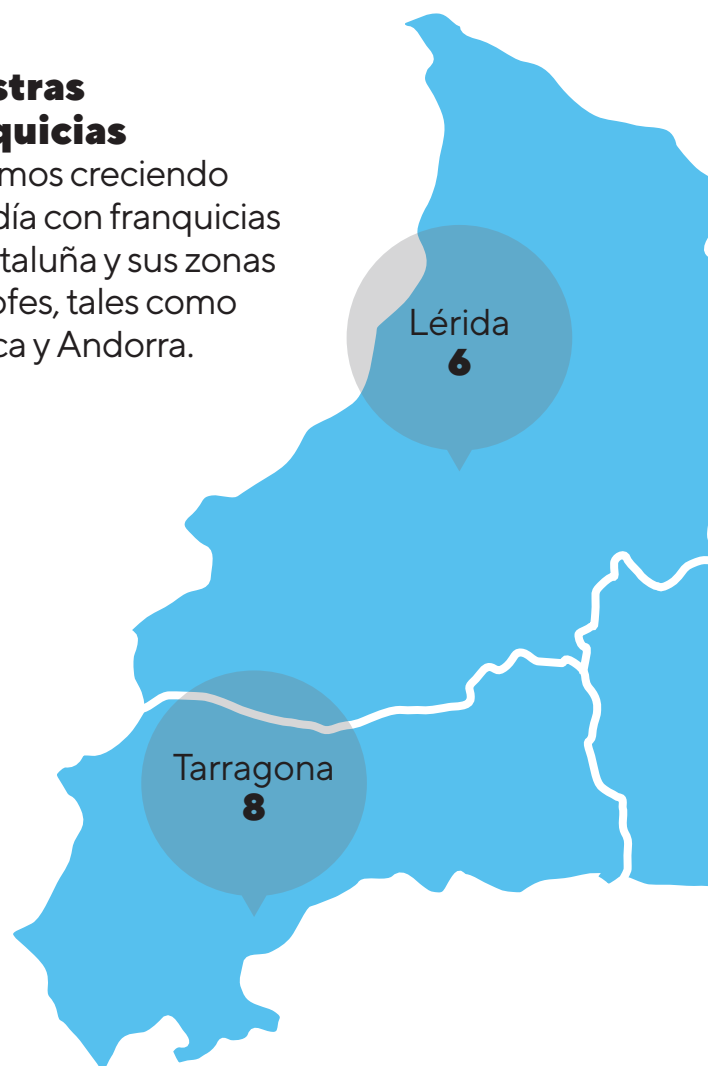 stras
quicias
mos creciendo
día con franquicias
taluña y sus zonas
ofes, tales como
ca y Andorra.
Lérida
6
Tarragona
8